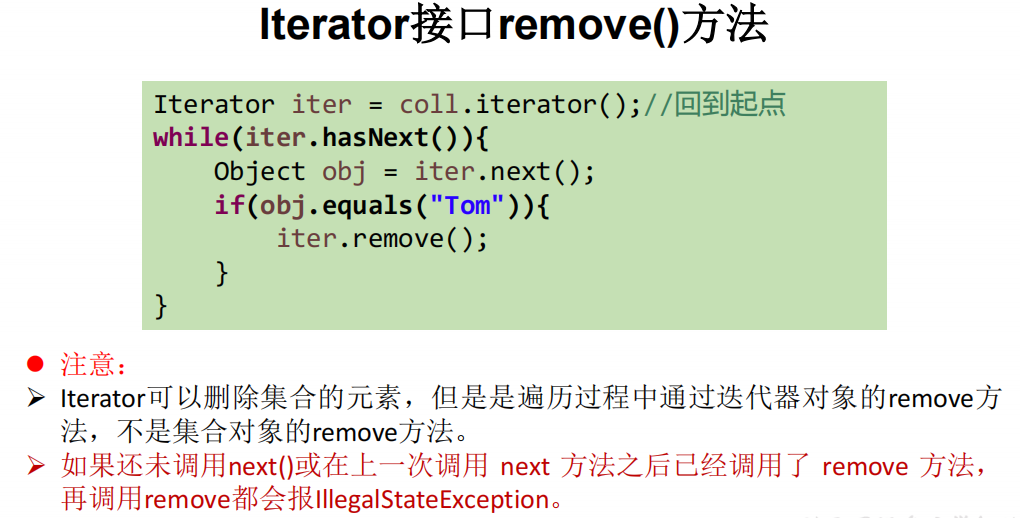 Iterator接口remove()方法
Iterator iter = coll.iterator();//回到起点
while(iter.hasNext()){
    Object obj = iter.next();
    if(obj.equals("Tom")){
        iter.remove();
    }
}
● 注意：
➢ Iterator可以删除集合的元素，但是是遍历过程中通过迭代器对象的remove方
法，不是集合对象的remove方法。
➢ 如果还未调用next()或在上一次调用 next 方法之后已经调用了 remove 方法，
再调用remove都会报IllegalStateException。